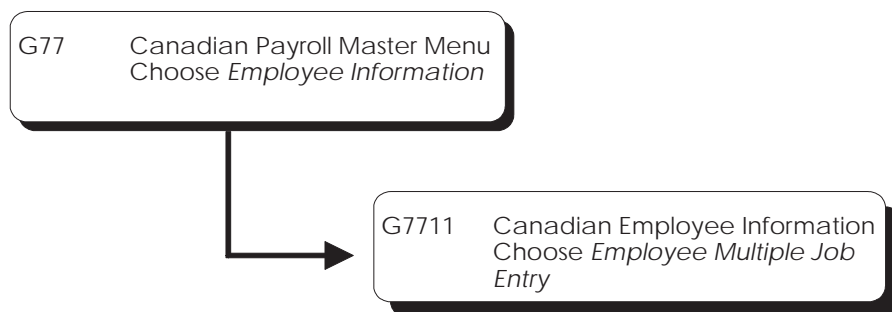 G77 Canadian Payroll Master Menu
Choose Employee Information
G7711 Canadian Employee Information
Choose Employee Multiple Job
Entry